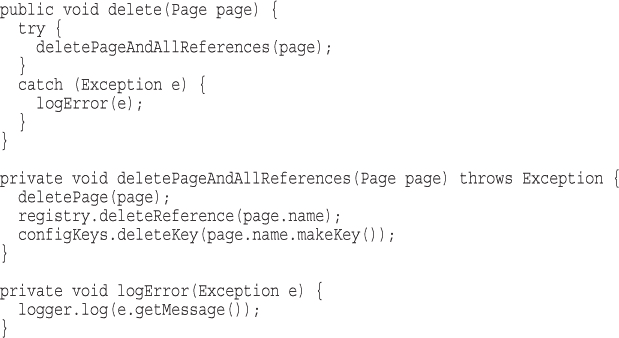 public void delete(Page page) {
  try {
    deletePageAndAllReferences(page);
  }
  catch (Exception e) {
    logError(e);
  }
}

private void deletePageAndAllReferences(Page page) throws Exception {
  deletePage(page);
  registry.deleteReference(page.name);
  configKeys.deleteKey(page.name.makeKey());
}

private void logError(Exception e) {
  logger.log(e.getMessage());
}